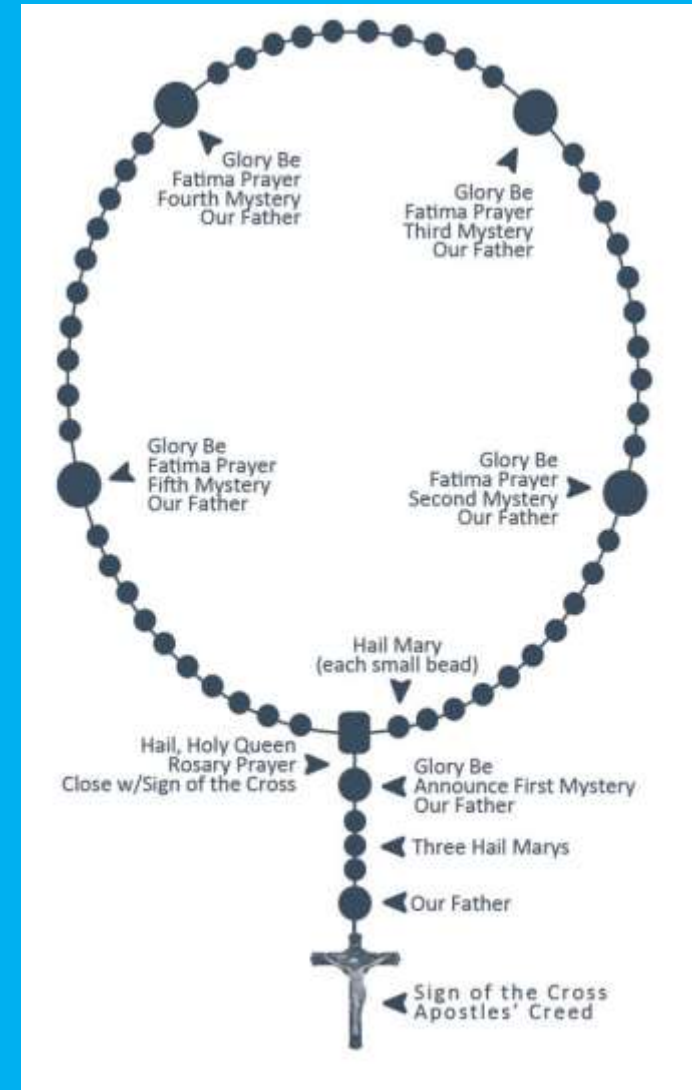 Glory Be
Fatima Prayer
Fourth Mystery
Our Father
Glory Be
Fatima Prayer
Third Mystery
Our Father
Glory Be
Fatima Prayer
Fifth Mystery
Our Father
Glory Be
Fatima Prayer
Second Mystery
Our Father
Hail Mary
(each small bead)
Hail, Holy Queen
Rosary Prayer
Close w/Sign of the Cross
Glory Be
Announce First Mystery
Our Father
Three Hail Marys
Our Father
Sign of the Cross
Apostles' Creed